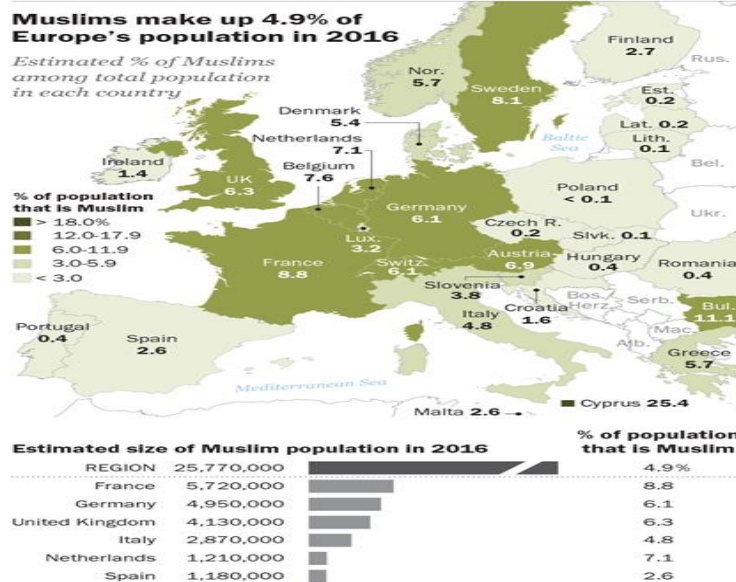 Muslims make up 4.9% of
Europe's population in 2016
Estimated % of Muslims
among total population
in each country
Finland
2.7
Rus.
Nor.
5.7
Sweden
8.1
Est.
0.2
Denmark
5.4
Lat. 0.2
Netherlands
7.1
Baltic
Sea
Lith.
0.1
Ireland
1.4
Belgium
7.6
Bel.
UK
6.3
Poland
< 0.1
% of population
that is Muslim
> 18.0%
12.0-17.9
6.0-11.9
3.0-5.9
< 3.0
Germany
6.1
Ukr.
Czech R.
0.2
Slvk. 0.1
Lux.
3.2
France
8.8
Switz.
6.1
Austria
6.9
Hungary
0.4
Romania
0.4
Slovenia
3.8
Croatia
1.6
Bos./
Herz.
Serb.
Bul.
11.1
Italy
4.8
Portugal
0.4
Spain
2.6
Mac.
Alb.
Greece
5.7
Mediterranean Sea
Malta 2.6
Cyprus 25.4
Estimated size of Muslim population in 2016
% of population
that is Muslim
REGION 25,770,000 4.9%
France 5,720,000 8.8
Germany 4,950,000 6.1
United Kingdom 4,130,000 6.3
Italy 2,870,000 4.8
Netherlands 1,210,000 7.1
Spain 1,180,000 2.6